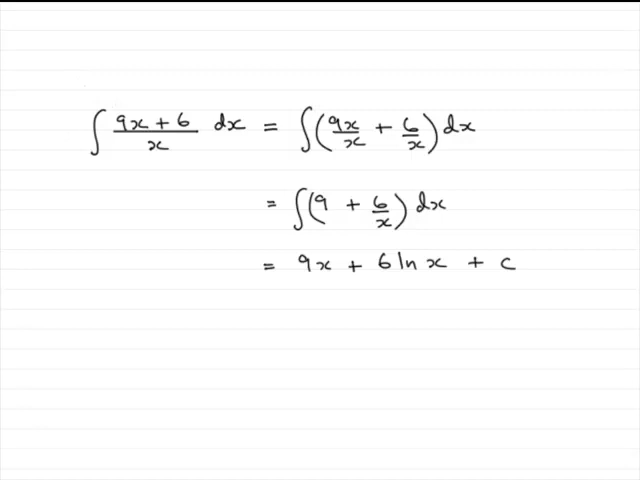 ∫ (9x + 6)/x dx = ∫(9x/x + 6/x) dx
= ∫(9 + 6/x) dx
= 9x + 6 ln x + c